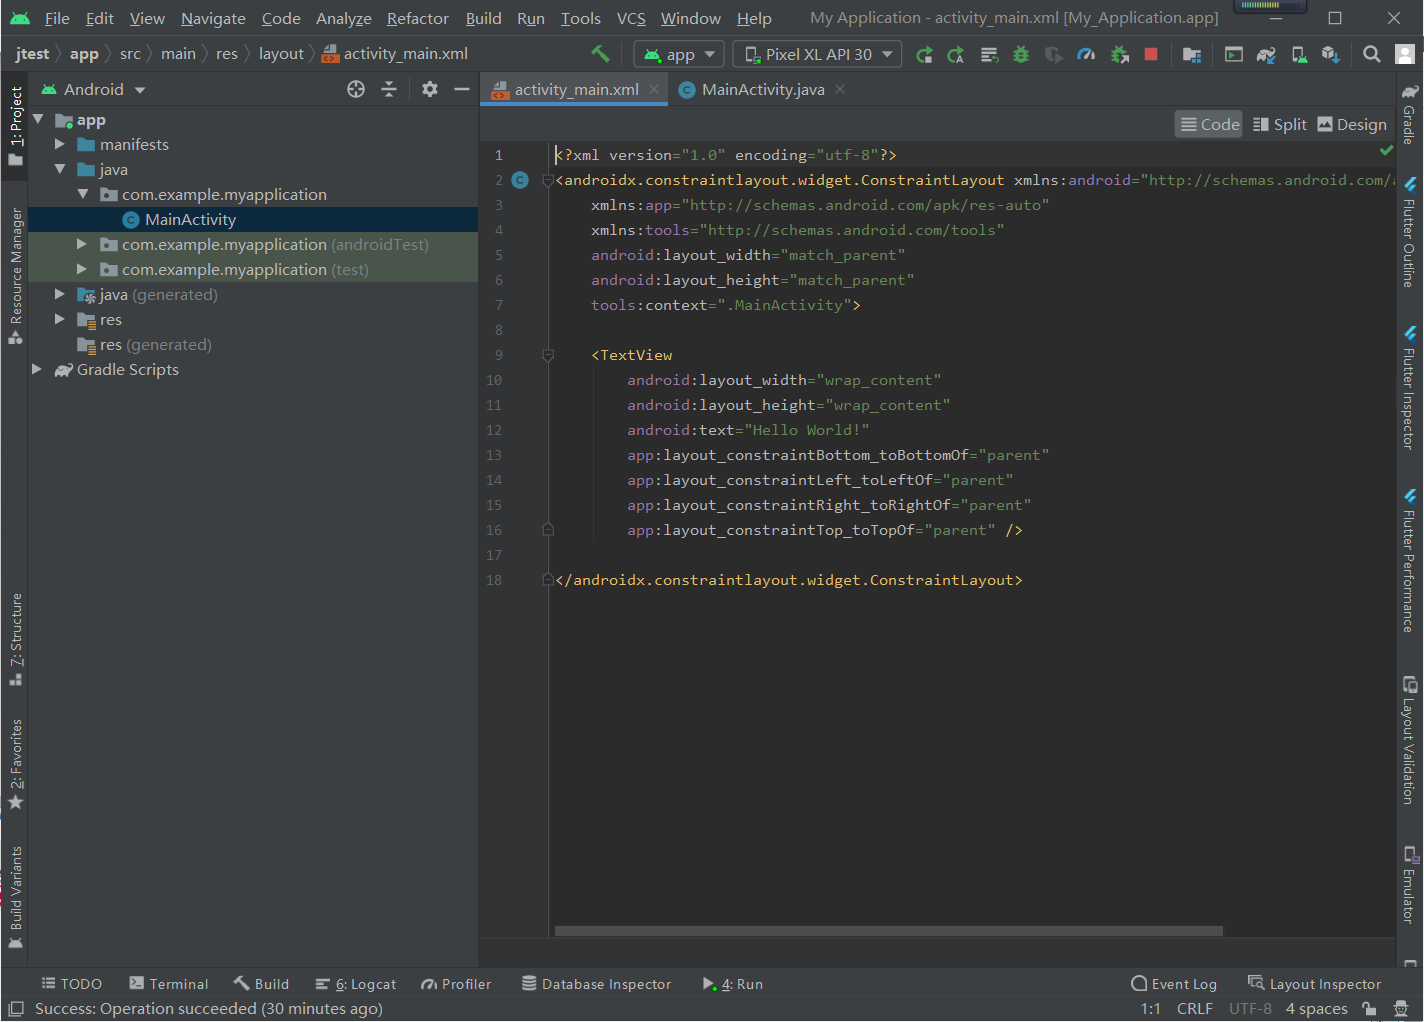 File Edit View Navigate Code Analyze Refactor Build Run Tools VCS Window Help My Application - activity_main.xml [My_Application.app]
jtest app src main res layout activity_main.xml app Pixel XL API 30
Android
activity_main.xml MainActivity.java
Code Split Design
app
manifests
java
com.example.myapplication
MainActivity
com.example.myapplication (androidTest)
com.example.myapplication (test)
java (generated)
res
res (generated)
Gradle Scripts
1: Project
Resource Manager
7: Structure
2: Favorites
Build Variants
1 <?xml version="1.0" encoding="utf-8"?>
2 <androidx.constraintlayout.widget.ConstraintLayout xmlns:android="http://schemas.android.com/
3 xmlns:app="http://schemas.android.com/apk/res-auto"
4 xmlns:tools="http://schemas.android.com/tools"
5 android:layout_width="match_parent"
6 android:layout_height="match_parent"
7 tools:context=".MainActivity">
8
9 <TextView
10 android:layout_width="wrap_content"
11 android:layout_height="wrap_content"
12 android:text="Hello World!"
13 app:layout_constraintBottom_toBottomOf="parent"
14 app:layout_constraintLeft_toLeftOf="parent"
15 app:layout_constraintRight_toRightOf="parent"
16 app:layout_constraintTop_toTopOf="parent" />
17
18 </androidx.constraintlayout.widget.ConstraintLayout>
Gradle
Flutter Outline
Flutter Inspector
Flutter Performance
Layout Validation
Emulator
TODO Terminal Build 6: Logcat Profiler Database Inspector 4: Run Event Log Layout Inspector
Success: Operation succeeded (30 minutes ago) 1:1 CRLF UTF-8 4 spaces